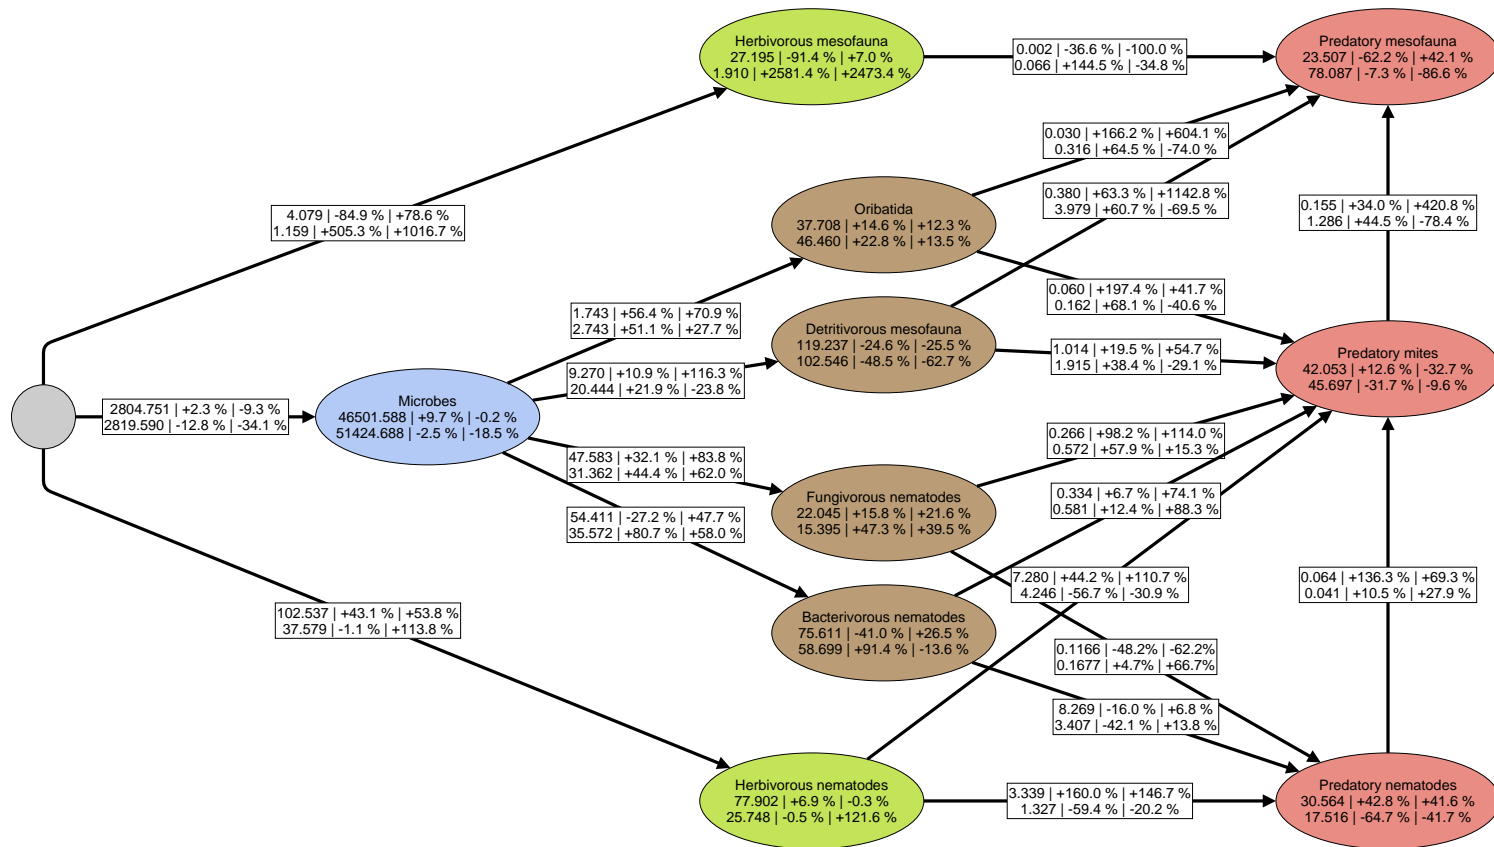 Herbivorous mesofauna
27.195 | -91.4 % | +7.0 %
1.910 | +2581.4 % | +2473.4 %
0.002 | -36.6 % | -100.0 %
0.066 | +144.5 % | -34.8 %
Predatory mesofauna
23.507 | -62.2 % | +42.1 %
78.087 | -7.3 % | -86.6 %
0.030 | +166.2 % | +604.1 %
0.316 | +64.5 % | -74.0 %
0.380 | +63.3 % | +1142.8 %
3.979 | +60.7 % | -69.5 %
4.079 | -84.9 % | +78.6 %
1.159 | +505.3 % | +1016.7 %
Oribatida
37.708 | +14.6 % | +12.3 %
46.460 | +22.8 % | +13.5 %
0.155 | +34.0 % | +420.8 %
1.286 | +44.5 % | -78.4 %
0.060 | +197.4 % | +41.7 %
0.162 | +68.1 % | -40.6 %
1.743 | +56.4 % | +70.9 %
2.743 | +51.1 % | +27.7 %
Detritivorous mesofauna
119.237 | -24.6 % | -25.5 %
102.546 | -48.5 % | -62.7 %
1.014 | +19.5 % | +54.7 %
1.915 | +38.4 % | -29.1 %
Predatory mites
42.053 | +12.6 % | -32.7 %
45.697 | -31.7 % | -9.6 %
9.270 | +10.9 % | +116.3 %
20.444 | +21.9 % | -23.8 %
2804.751 | +2.3 % | -9.3 %
2819.590 | -12.8 % | -34.1 %
Microbes
46501.588 | +9.7 % | -0.2 %
51424.688 | -2.5 % | -18.5 %
0.266 | +98.2 % | +114.0 %
0.572 | +57.9 % | +15.3 %
47.583 | +32.1 % | +83.8 %
31.362 | +44.4 % | +62.0 %
Fungivorous nematodes
22.045 | +15.8 % | +21.6 %
15.395 | +47.3 % | +39.5 %
0.334 | +6.7 % | +74.1 %
0.581 | +12.4 % | +88.3 %
54.411 | -27.2 % | +47.7 %
35.572 | +80.7 % | +58.0 %
7.280 | +44.2 % | +110.7 %
4.246 | -56.7 % | -30.9 %
0.064 | +136.3 % | +69.3 %
0.041 | +10.5 % | +27.9 %
102.537 | +43.1 % | +53.8 %
37.579 | -1.1 % | +113.8 %
Bacterivorous nematodes
75.611 | -41.0 % | +26.5 %
58.699 | +91.4 % | -13.6 %
0.1166 | -48.2% | -62.2%
0.1677 | +4.7% | +66.7%
8.269 | -16.0 % | +6.8 %
3.407 | -42.1 % | +13.8 %
Herbivorous nematodes
77.902 | +6.9 % | -0.3 %
25.748 | -0.5 % | +121.6 %
3.339 | +160.0 % | +146.7 %
1.327 | -59.4 % | -20.2 %
Predatory nematodes
30.564 | +42.8 % | +41.6 %
17.516 | -64.7 % | -41.7 %